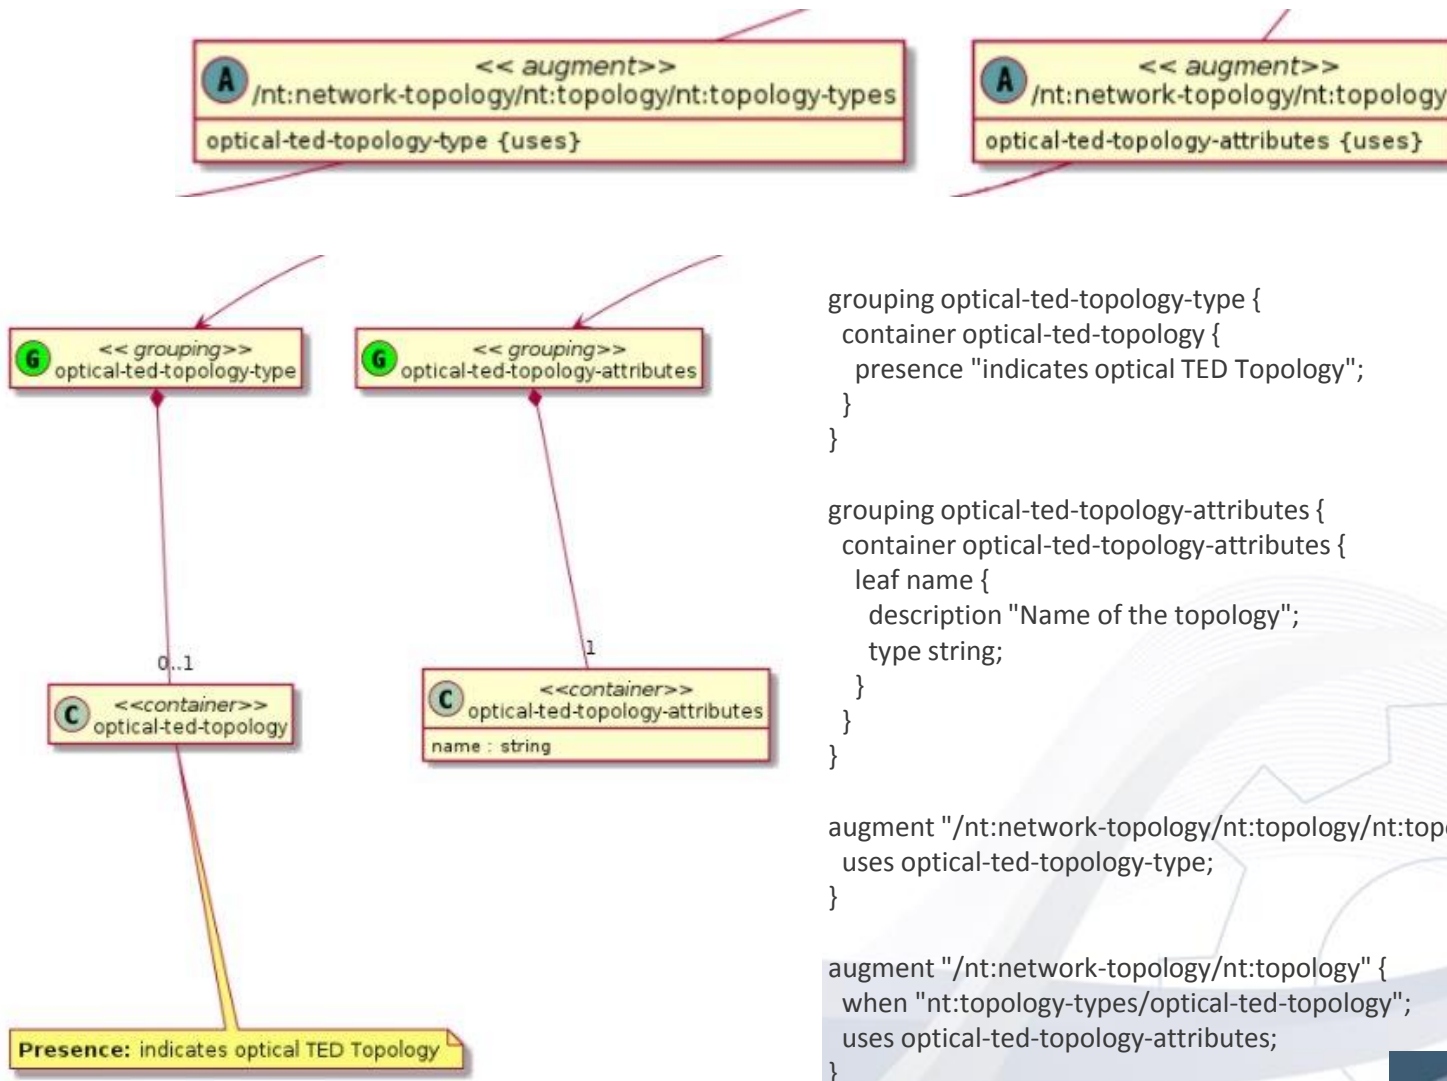 << augment>>
A
/nt:network-topology/nt:topology/nt:topology-types
optical-ted-topology-type {uses}
<< augment>>
A
/nt:network-topology/nt:topology
optical-ted-topology-attributes {uses}
<< grouping>>
G
optical-ted-topology-type
<< grouping>>
G
optical-ted-topology-attributes
0..1
1
<<container>>
C
optical-ted-topology
<<container>>
C
optical-ted-topology-attributes
name : string
Presence: indicates optical TED Topology
grouping optical-ted-topology-type {
container optical-ted-topology {
presence "indicates optical TED Topology";
}
}
grouping optical-ted-topology-attributes {
container optical-ted-topology-attributes {
leaf name {
description "Name of the topology";
type string;
}
}
}
augment "/nt:network-topology/nt:topology/nt:top
uses optical-ted-topology-type;
}
augment "/nt:network-topology/nt:topology" {
when "nt:topology-types/optical-ted-topology";
uses optical-ted-topology-attributes;
}